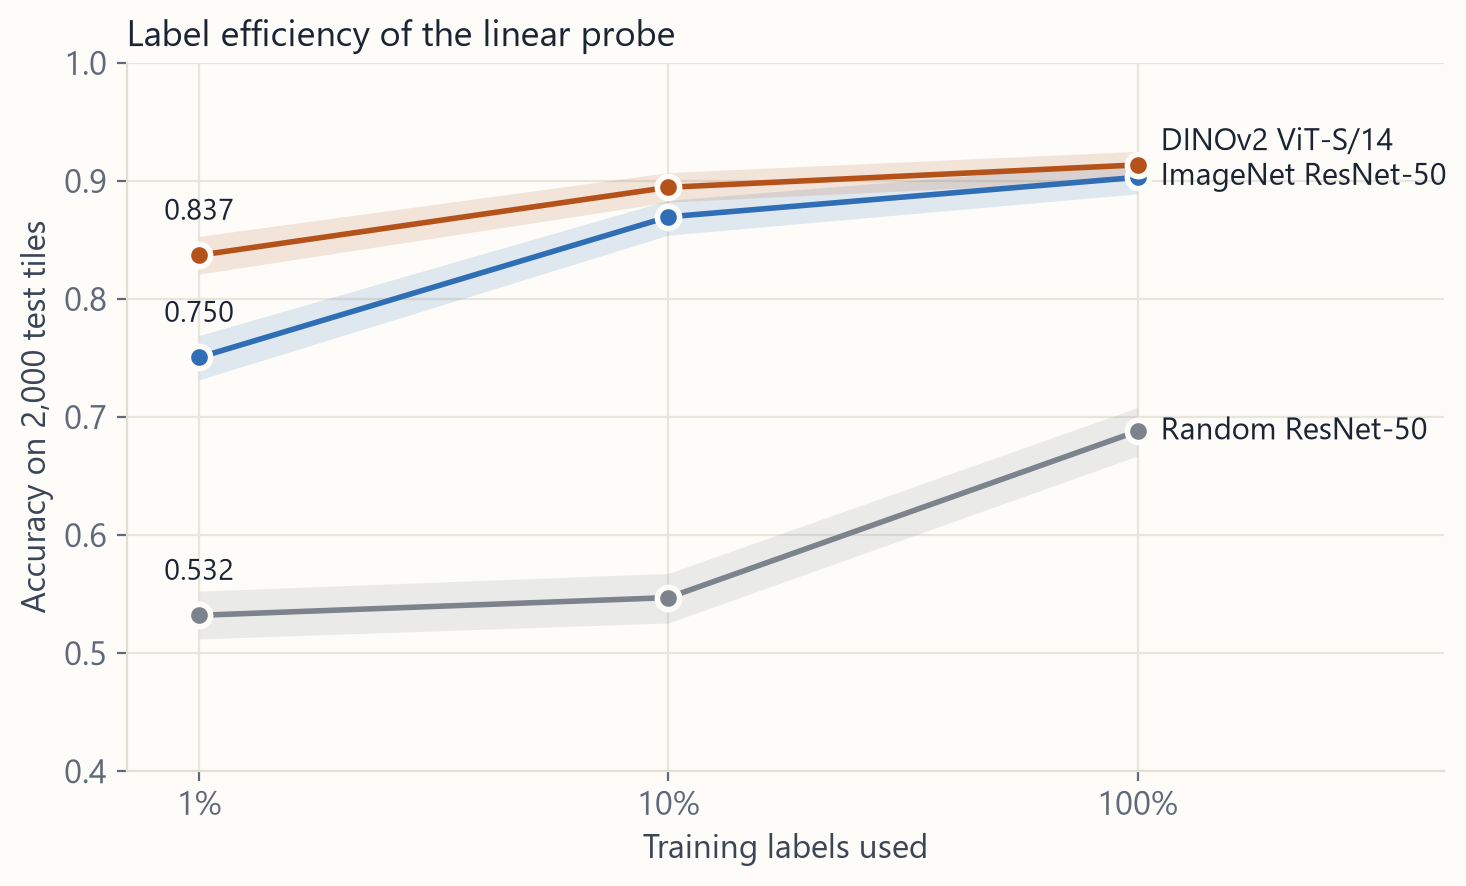 Label efficiency of the linear probe
1.0
0.9
0.8
0.7
0.6
0.5
0.4
Accuracy on 2,000 test tiles
0.837
0.750
0.532
DINOv2 ViT-S/14
ImageNet ResNet-50
Random ResNet-50
1%
10%
100%
Training labels used